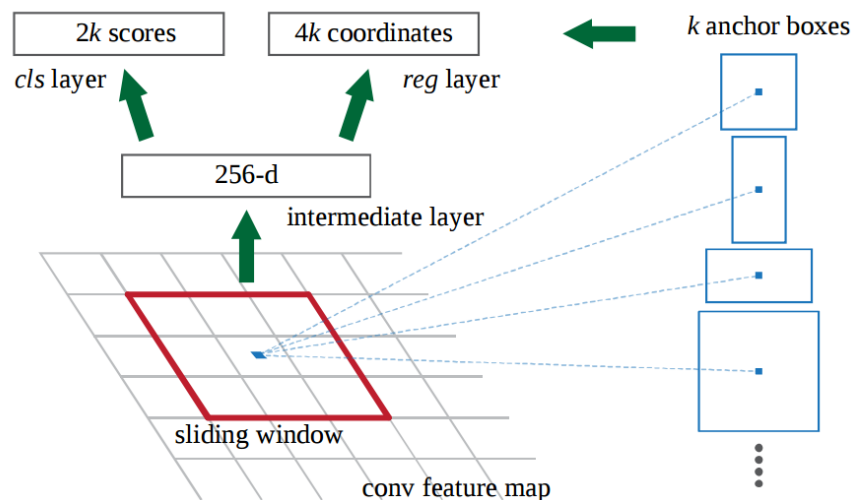 2k scores
4k coordinates
k anchor boxes
cls layer
reg layer
256-d
intermediate layer
sliding window
conv feature map